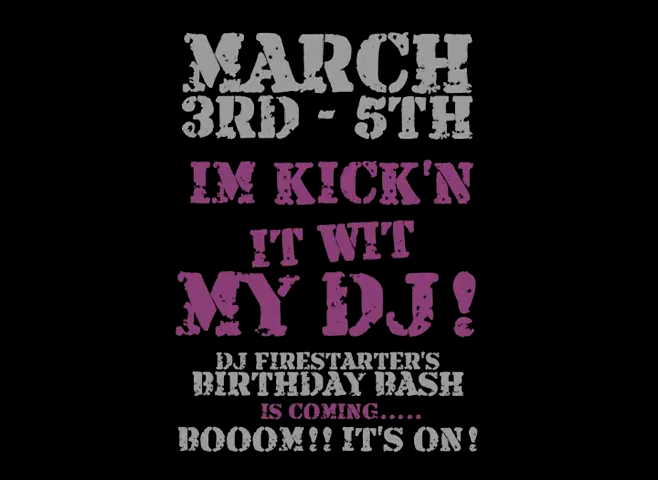 MARCH
3RD - 5TH
IM KICK'N
IT WIT
MY DJ!
DJ FIRESTARTER'S
BIRTHDAY BASH
IS COMING.....
BOOOM!! IT'S ON!